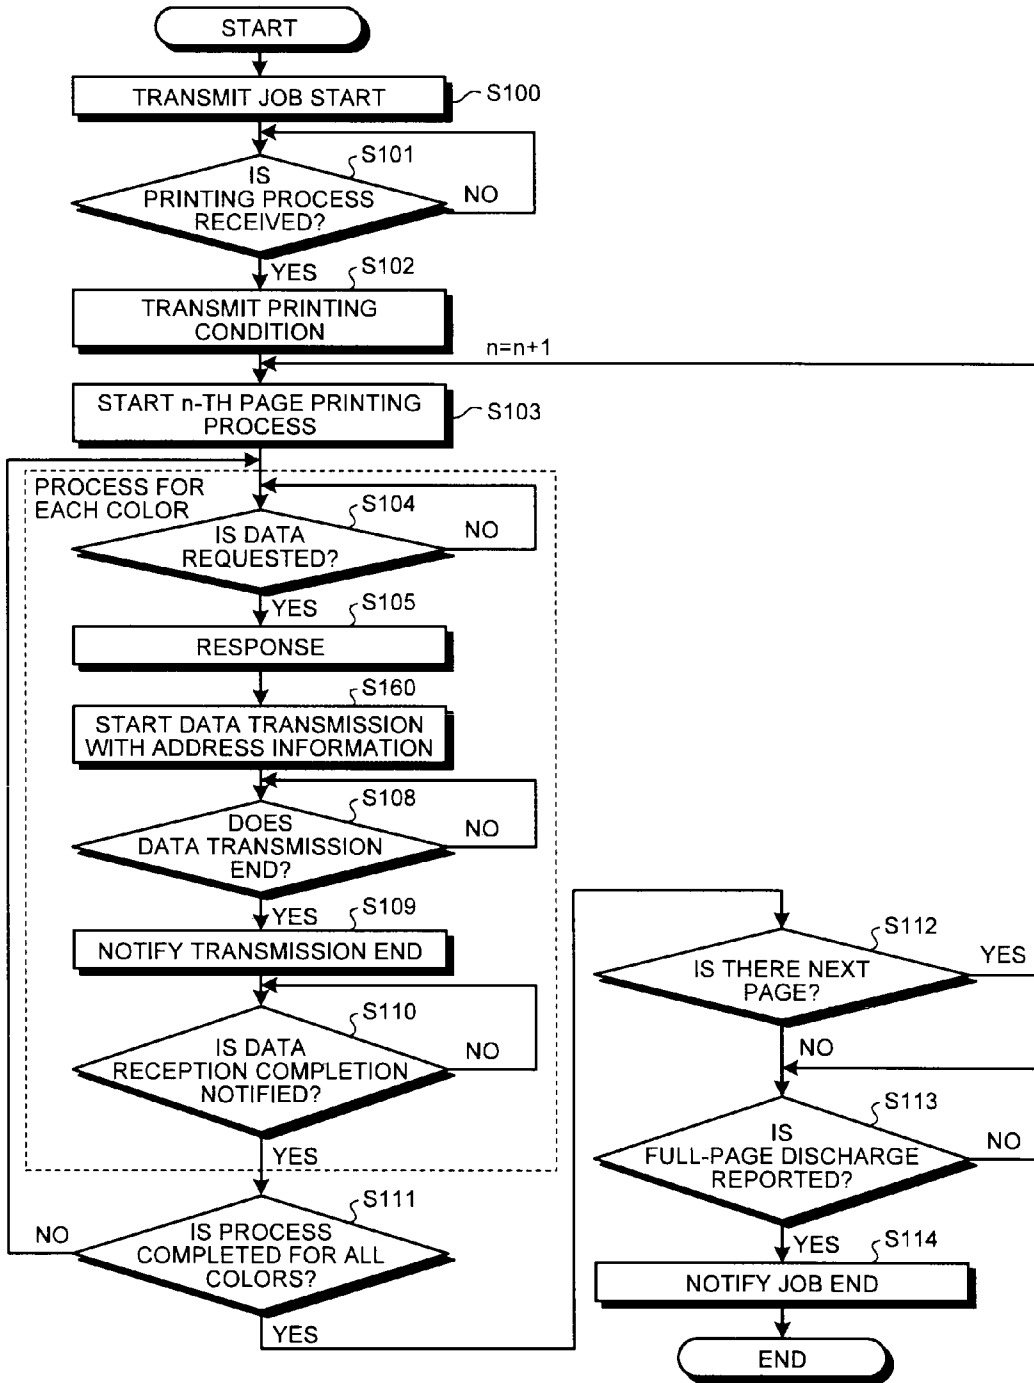 START
TRANSMIT JOB START
S100
S101
IS
PRINTING PROCESS
RECEIVED?
NO
YES
S102
TRANSMIT PRINTING
CONDITION
n=n+1
START n-TH PAGE PRINTING
PROCESS
S103
PROCESS FOR
EACH COLOR
S104
IS DATA
REQUESTED?
NO
YES
S105
RESPONSE
S160
START DATA TRANSMISSION
WITH ADDRESS INFORMATION
S108
DOES
DATA TRANSMISSION
END?
NO
YES
S109
NOTIFY TRANSMISSION END
S110
IS DATA
RECEPTION COMPLETION
NOTIFIED?
NO
YES
S111
IS PROCESS
COMPLETED FOR ALL
COLORS?
NO
YES
S112
IS THERE NEXT
PAGE?
YES
NO
S113
IS
FULL-PAGE DISCHARGE
REPORTED?
NO
YES
S114
NOTIFY JOB END
END